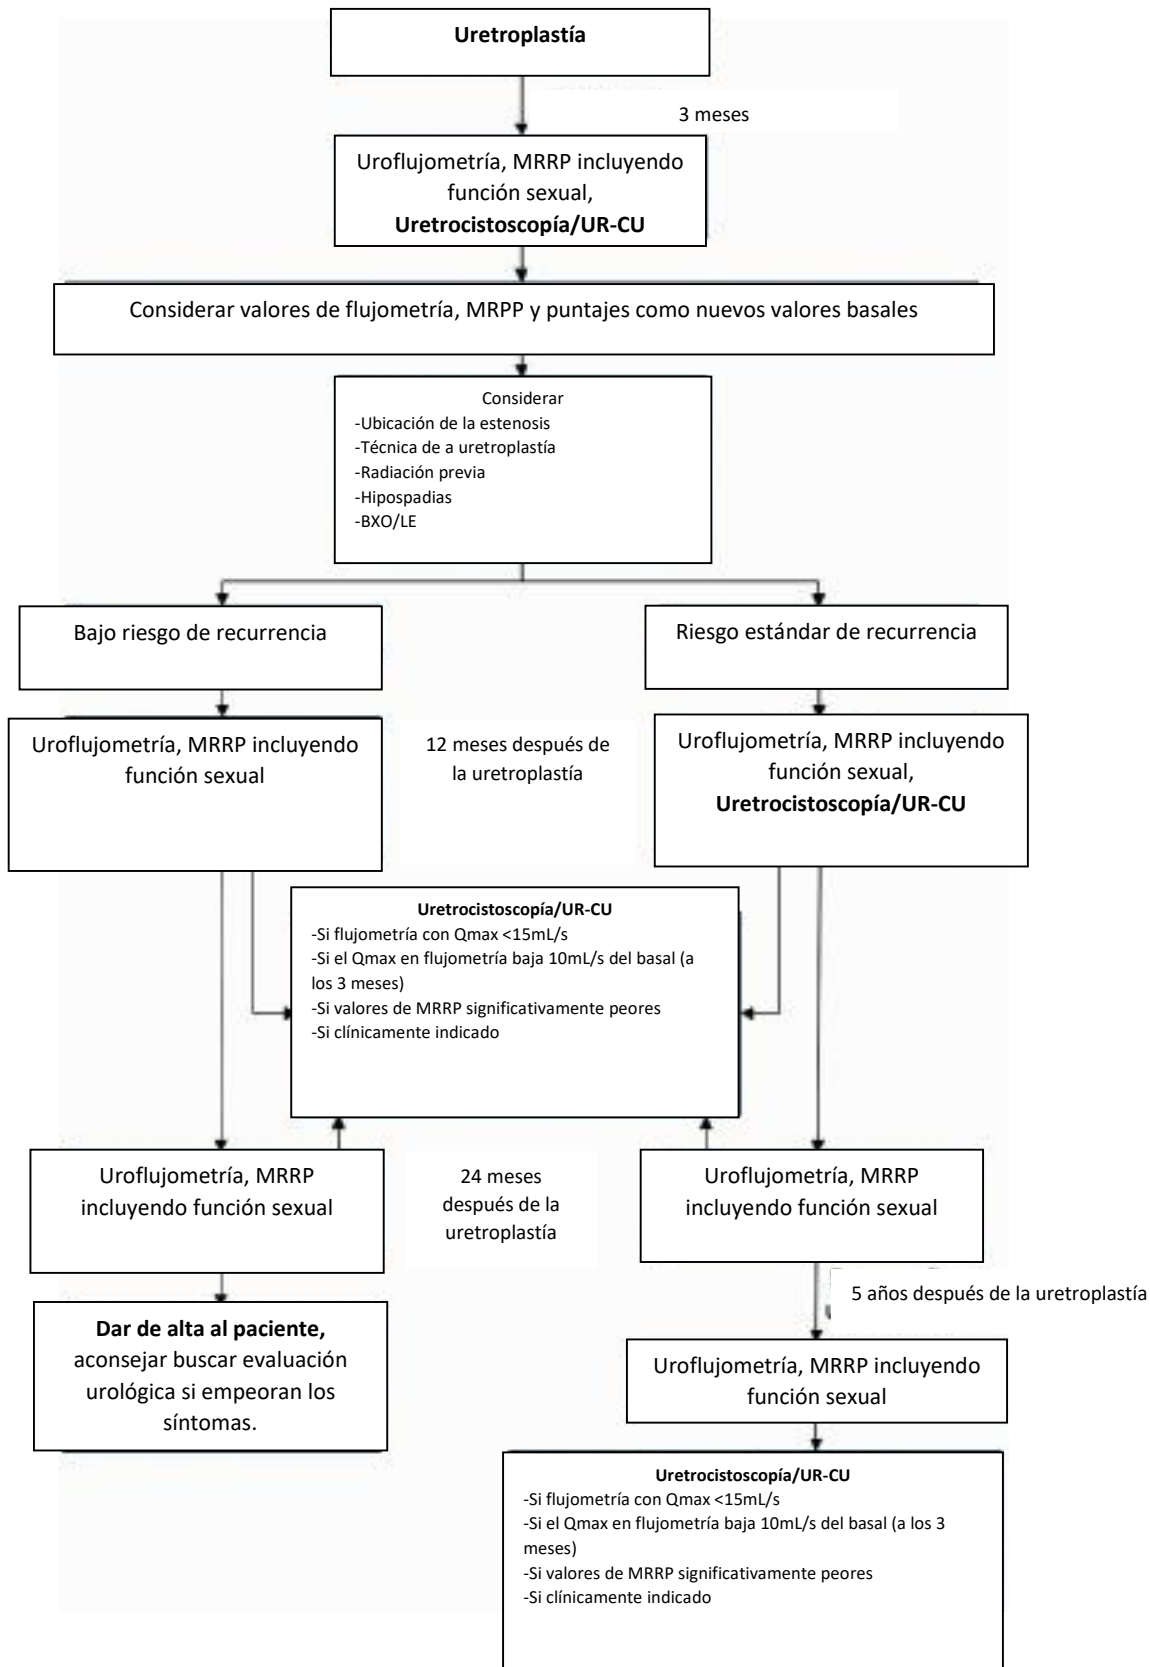 Uretroplastía
3 meses
Uroflujometría, MRRP incluyendo
función sexual,
Uretrocistoscopía/UR-CU
Considerar valores de flujometría, MRPP y puntajes como nuevos valores basales
Considerar
-Ubicación de la estenosis
-Técnica de a uretroplastía
-Radiación previa
-Hipospadias
-BXO/LE
Bajo riesgo de recurrencia
Riesgo estándar de recurrencia
Uroflujometría, MRRP incluyendo
función sexual
12 meses después de
la uretroplastía
Uroflujometría, MRRP incluyendo
función sexual,
Uretrocistoscopía/UR-CU
Uretrocistoscopía/UR-CU
-Si flujometría con Qmax <15mL/s
-Si el Qmax en flujometría baja 10mL/s del basal (a
los 3 meses)
-Si valores de MRRP significativamente peores
-Si clínicamente indicado
Uroflujometría, MRRP
incluyendo función sexual
24 meses
después de la
uretroplastía
Uroflujometría, MRRP
incluyendo función sexual
5 años después de la uretroplastía
Dar de alta al paciente,
aconsejar buscar evaluación
urológica si empeoran los
síntomas.
Uroflujometría, MRRP incluyendo
función sexual
Uretrocistoscopía/UR-CU
-Si flujometría con Qmax <15mL/s
-Si el Qmax en flujometría baja 10mL/s del basal (a los 3
meses)
-Si valores de MRRP significativamente peores
-Si clínicamente indicado